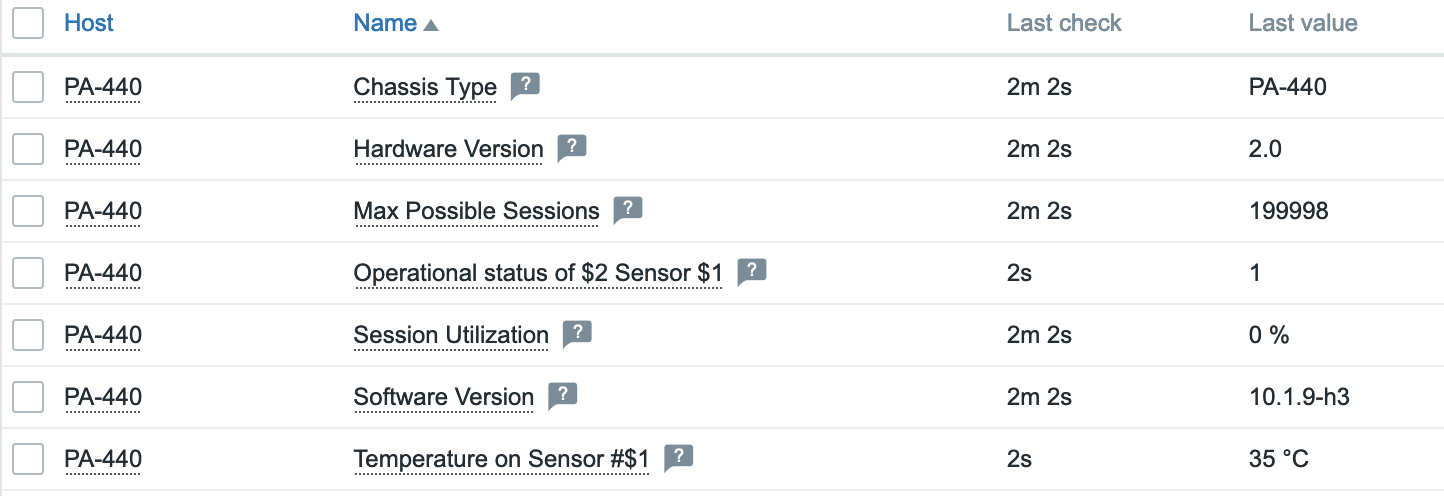 Host Name ▲ Last check Last value
PA-440 Chassis Type ? 2m 2s PA-440
PA-440 Hardware Version ? 2m 2s 2.0
PA-440 Max Possible Sessions ? 2m 2s 199998
PA-440 Operational status of $2 Sensor $1 ? 2s 1
PA-440 Session Utilization ? 2m 2s 0 %
PA-440 Software Version ? 2m 2s 10.1.9-h3
PA-440 Temperature on Sensor #$1 ? 2s 35 °C